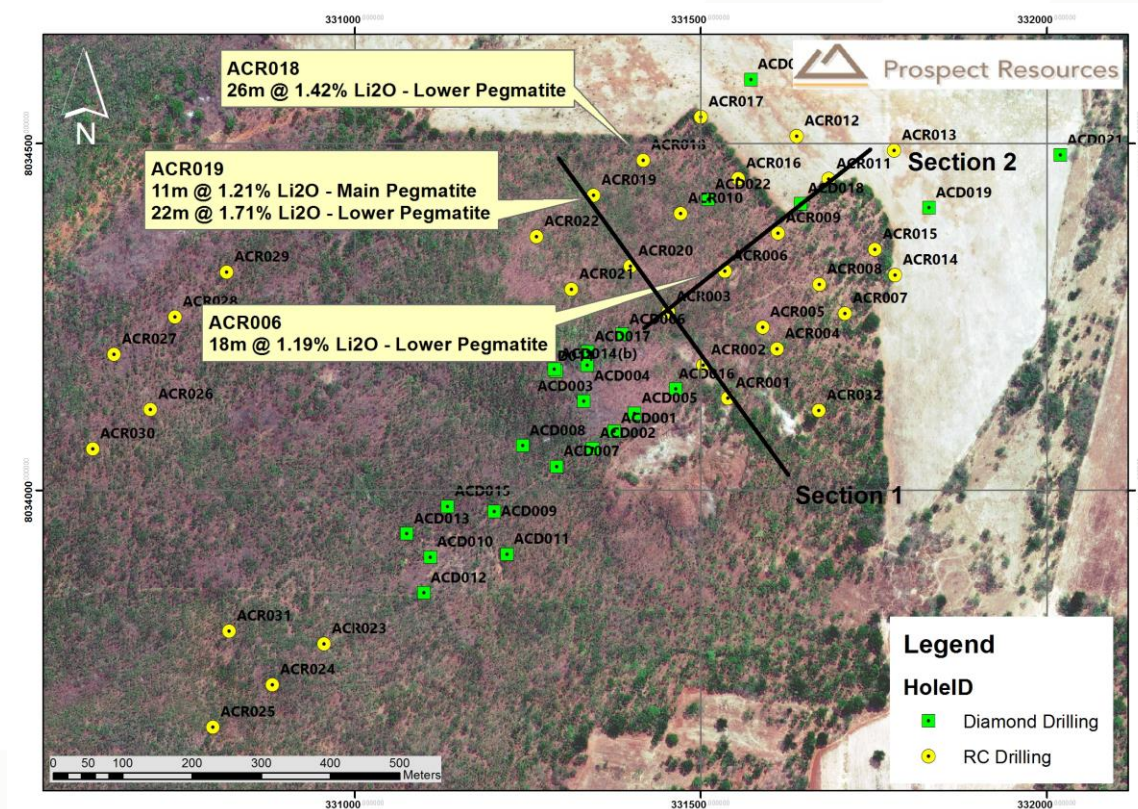 331000
331500
332000
Prospect Resources
N
ACR018
26m @ 1.42% Li2O - Lower Pegmatite
ACR019
11m @ 1.21% Li2O - Main Pegmatite
22m @ 1.71% Li2O - Lower Pegmatite
ACR006
18m @ 1.19% Li2O - Lower Pegmatite
8034500
8034000
ACR017
ACR012
ACR013
ACD021
ACR016
ACR011
Section 2
ACR019
ACD022
ACD018
ACD019
ACR010
ACR009
ACR022
ACR015
ACR020
ACR006
ACR029
ACR021
ACR008
ACR014
ACR003
ACR028
ACR007
ACR005
ACD017
ACR027
ACR004
ACD014(b)
ACR002
ACD003
ACD004
ACD016
ACR001
ACR026
ACD005
ACR032
ACD001
ACR030
ACD008
ACD002
ACD007
Section 1
ACD015
ACD013
ACD009
ACD010
ACD011
ACD012
ACR031
ACR023
ACR024
ACR025
Legend
HoleID
Diamond Drilling
RC Drilling
0 50 100 200 300 400 500
Meters
331000
331500
332000